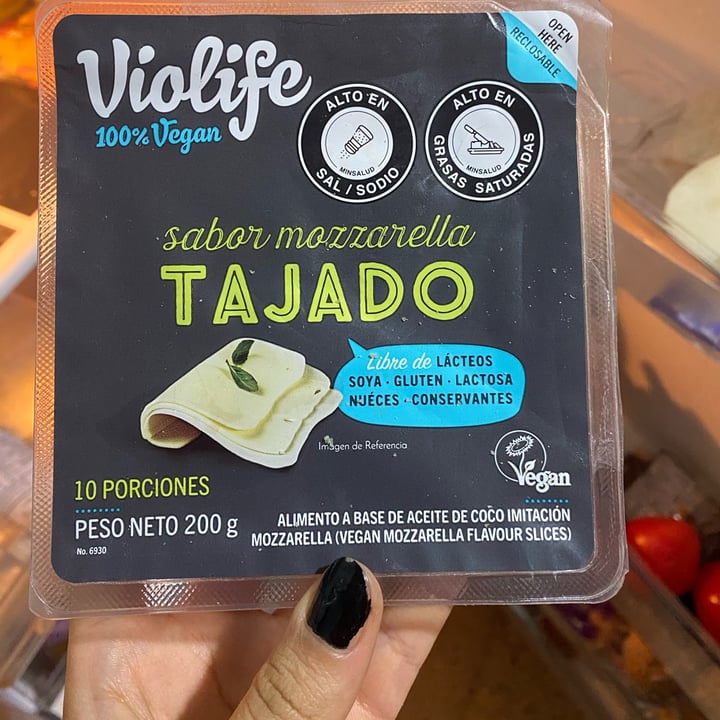 Violife
100% Vegan
OPEN
HERE
RECLOSABLE
ALTO EN
MINSALUD
SAL / SODIO
ALTO EN
MINSALUD
GRASAS SATURADAS
sabor mozzarella
TAJADO
Libre de LÁCTEOS
SOYA · GLUTEN · LACTOSA
NUÉCES · CONSERVANTES
Imagen de Referencia
Vegan
10 PORCIONES
PESO NETO 200 g
No. 6930
ALIMENTO A BASE DE ACEITE DE COCO IMITACIÓN
MOZZARELLA (VEGAN MOZZARELLA FLAVOUR SLICES)